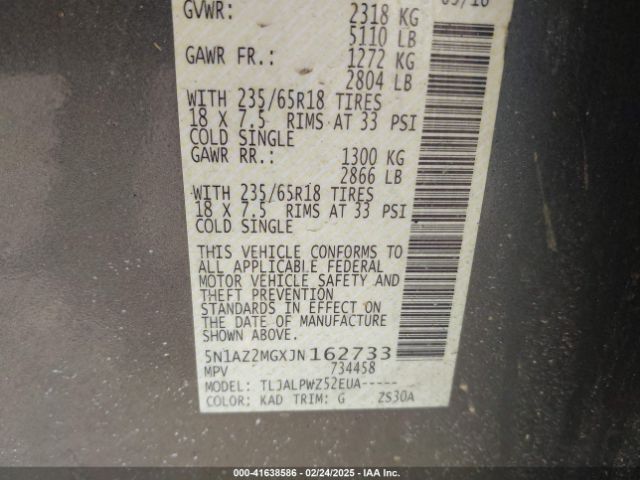 GVWR: 2318 KG
5110 LB
GAWR FR.: 1272 KG
2804 LB
WITH 235/65R18 TIRES
18 X 7.5 RIMS AT 33 PSI
COLD SINGLE
GAWR RR.: 1300 KG
2866 LB
WITH 235/65R18 TIRES
18 X 7.5 RIMS AT 33 PSI
COLD SINGLE
THIS VEHICLE CONFORMS TO
ALL APPLICABLE FEDERAL
MOTOR VEHICLE SAFETY AND
THEFT PREVENTION
STANDARDS IN EFFECT ON
THE DATE OF MANUFACTURE
SHOWN ABOVE.
5N1AZ2MGXJN162733
MPV 734458
MODEL: TLJALPWZ52EUA-----
COLOR: KAD TRIM: G ZS30A
000-41638586 - 02/24/2025 - IAA Inc.